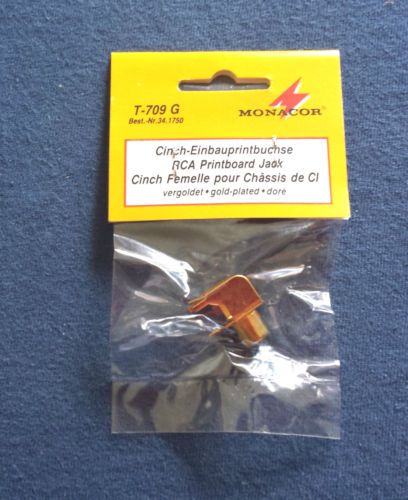 T-709 G
Best.-Nr.34.1750
MONACOR®
Cinch-Einbauprintbuchse
RCA Printboard Jack
Cinch Femelle pour Châssis de CI
vergoldet • gold-plated • doré